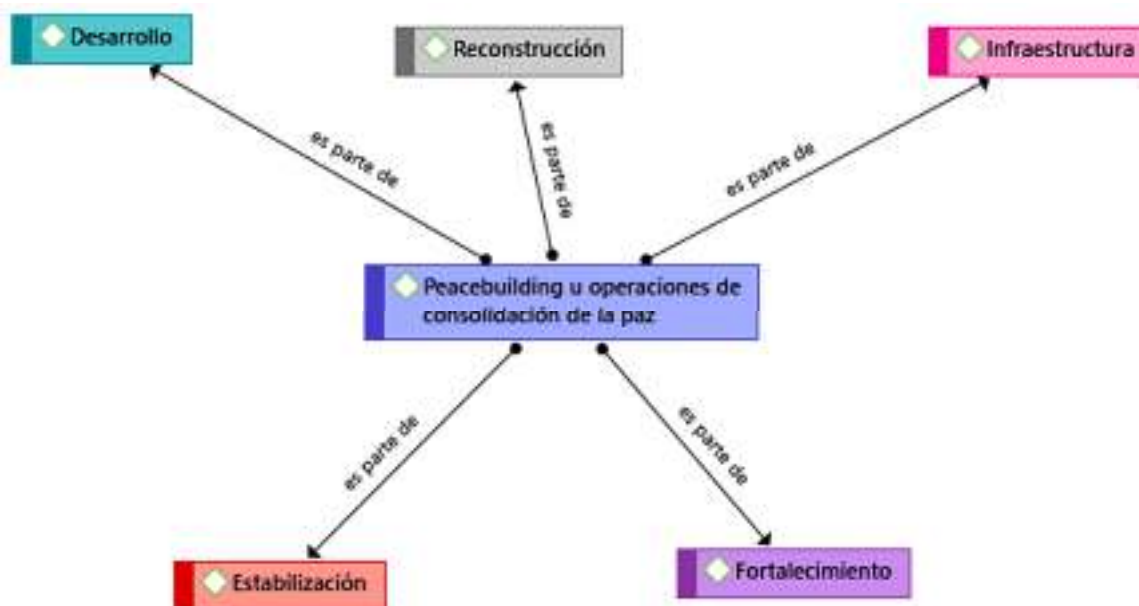 Desarrollo
Reconstrucción
Infraestructura
es parte de
es parte de
es parte de
Peacebuilding u operaciones de
consolidación de la paz
es parte de
es parte de
Estabilización
Fortalecimiento